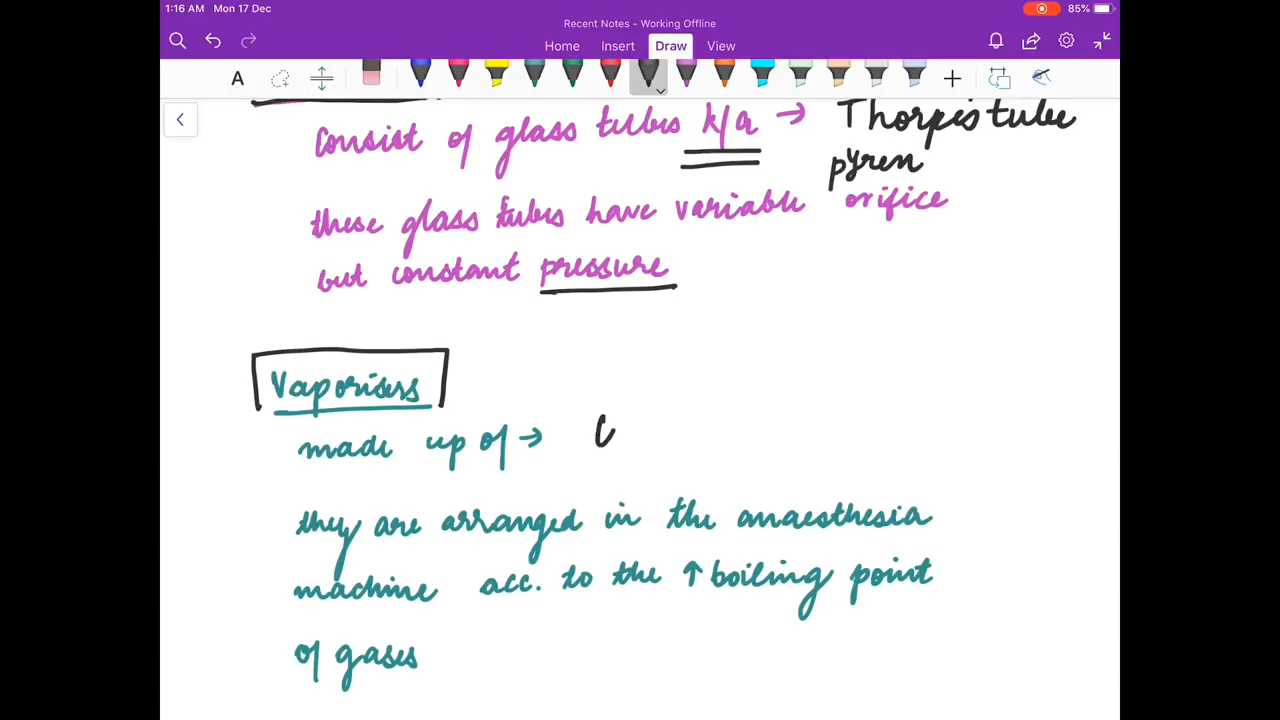 1:16 AM Mon 17 Dec
85%
Recent Notes - Working Offline
Home Insert Draw View
A
Consist of glass tubes k/a → Thorpes tube
pyren
these glass tubes have variable orifice
but constant pressure
Vaporisers
made up of → C
they are arranged in the anaesthesia
machine acc. to the ↑ boiling point
of gases